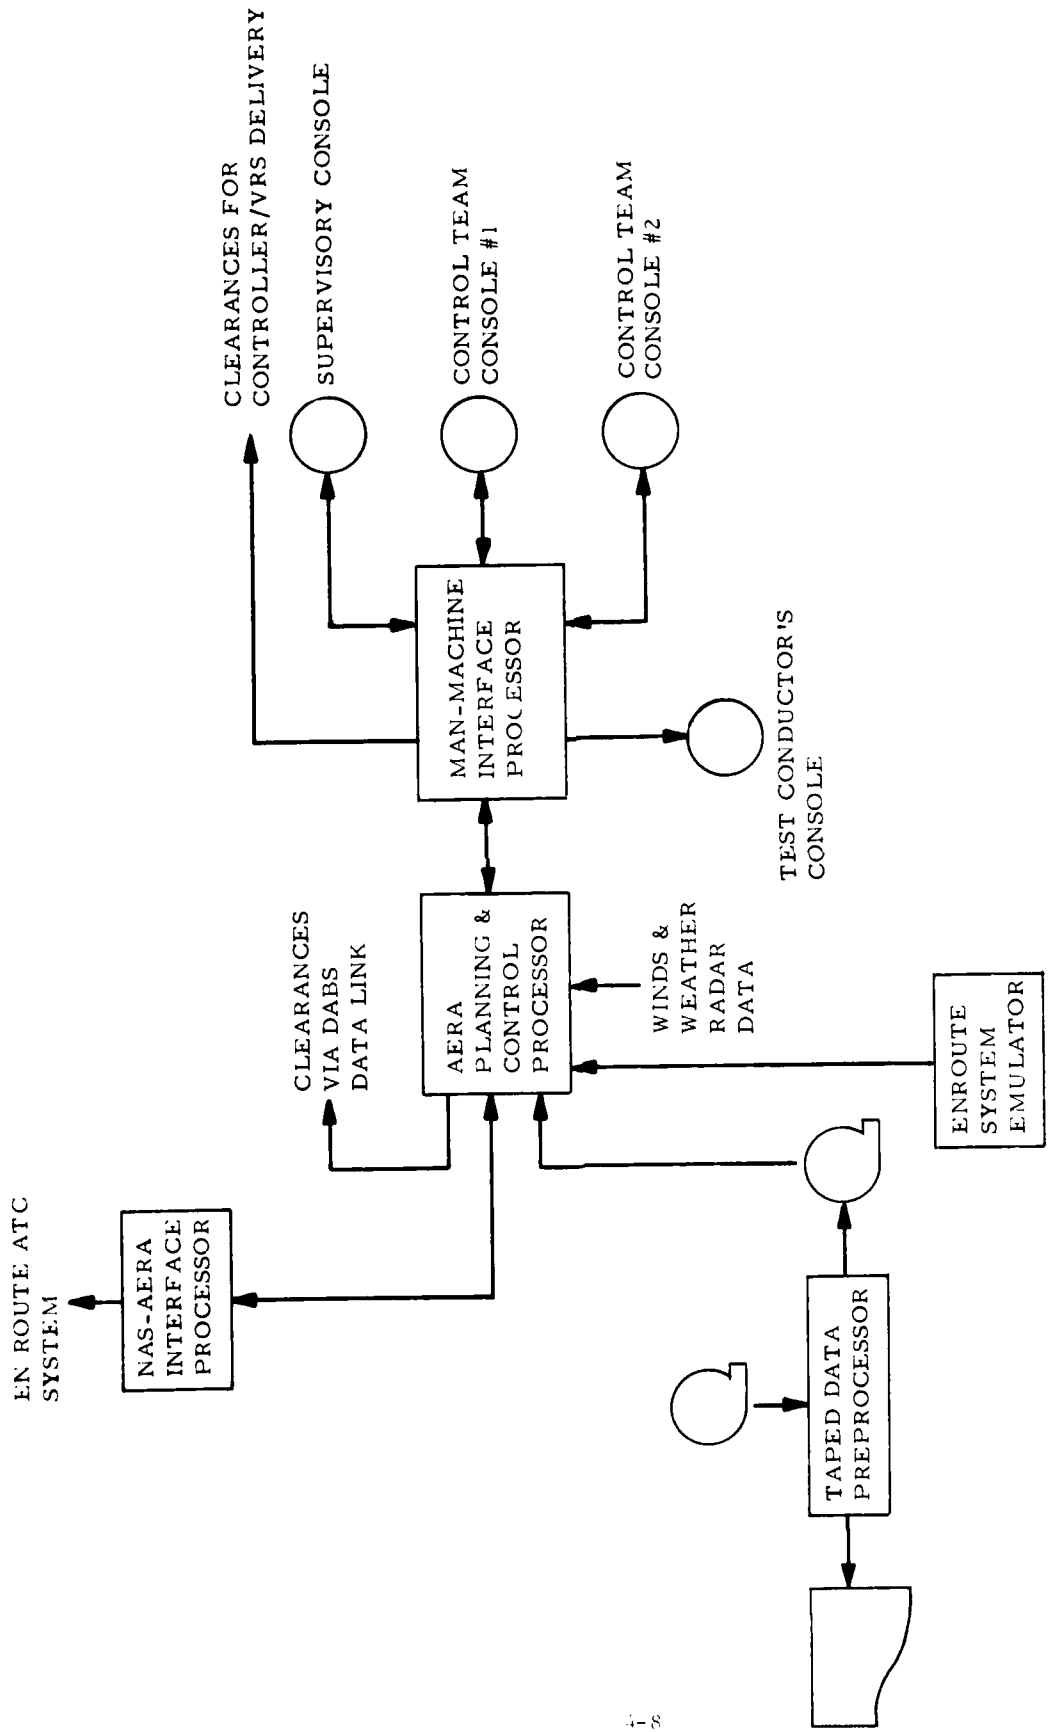 EN ROUTE ATC
SYSTEM
NAS-AERA
INTERFACE
PROCESSOR
CLEARANCES
VIA DABS
DATA LINK
AERA
PLANNING &
CONTROL
PROCESSOR
WINDS &
WEATHER
RADAR
DATA
ENROUTE
SYSTEM
EMULATOR
TAPED DATA
PREPROCESSOR
MAN-MACHINE
INTERFACE
PROCESSOR
TEST CONDUCTOR'S
CONSOLE
CLEARANCES FOR
CONTROLLER/VRS DELIVERY
SUPERVISORY CONSOLE
CONTROL TEAM
CONSOLE #1
CONTROL TEAM
CONSOLE #2